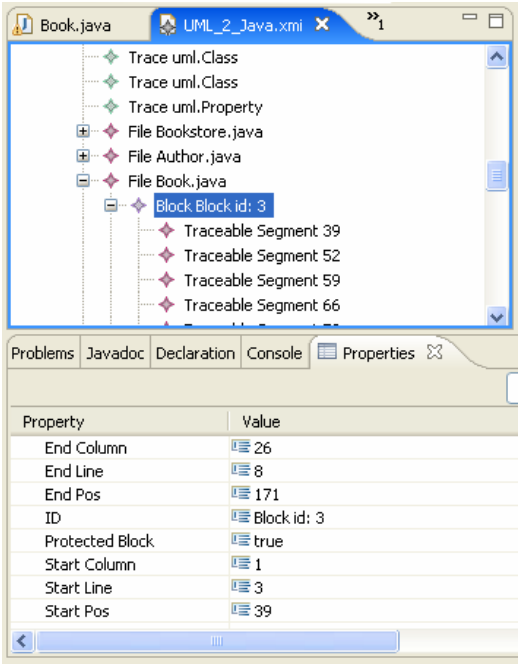 Book.java UML_2_Java.xmi »1
Trace uml.Class
Trace uml.Class
Trace uml.Property
File Bookstore.java
File Author.java
File Book.java
Block Block id: 3
Traceable Segment 39
Traceable Segment 52
Traceable Segment 59
Traceable Segment 66
Problems Javadoc Declaration Console Properties
Property Value
End Column 26
End Line 8
End Pos 171
ID Block id: 3
Protected Block true
Start Column 1
Start Line 3
Start Pos 39